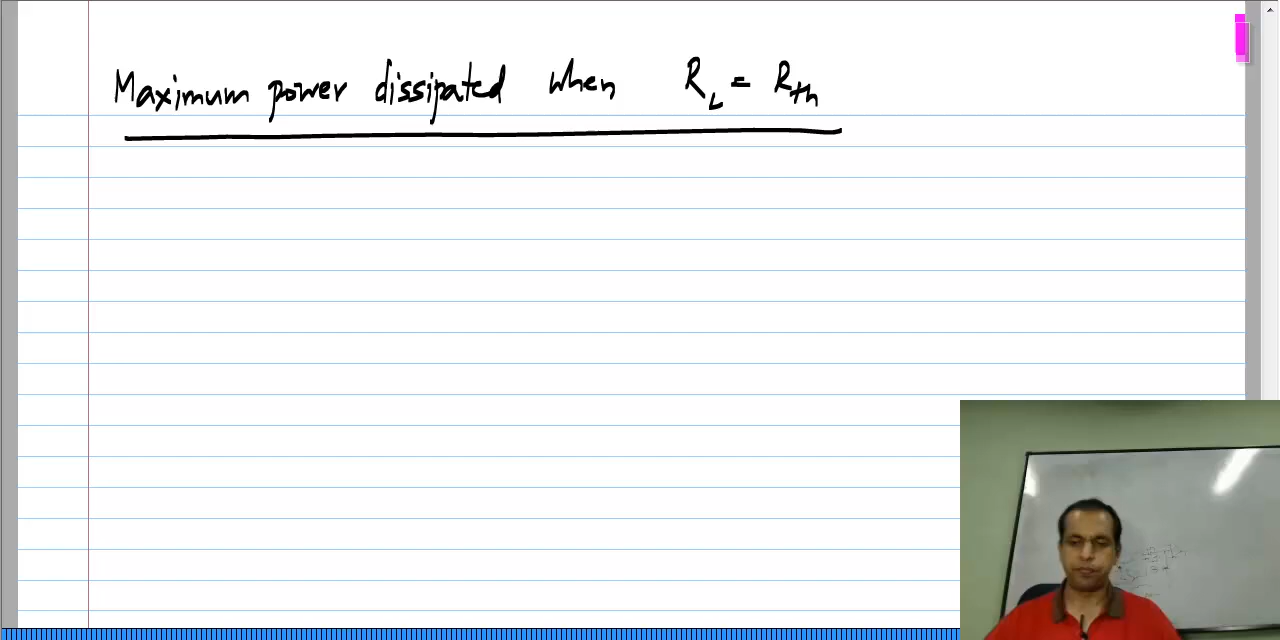 Maximum power dissipated when R_L = R_th